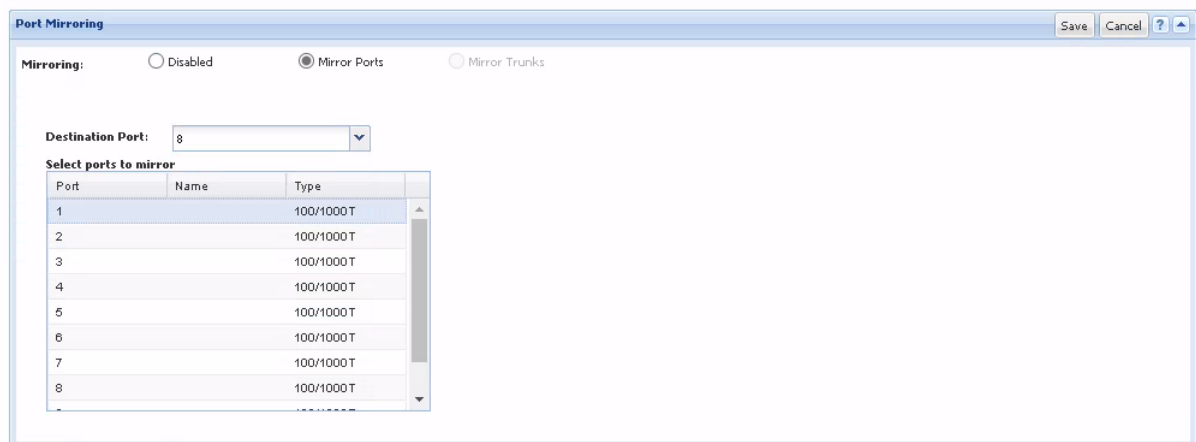 Port Mirroring Save Cancel ?
Mirroring: Disabled Mirror Ports Mirror Trunks
Destination Port: 8
Select ports to mirror
Port Name Type
1 100/1000T
2 100/1000T
3 100/1000T
4 100/1000T
5 100/1000T
6 100/1000T
7 100/1000T
8 100/1000T